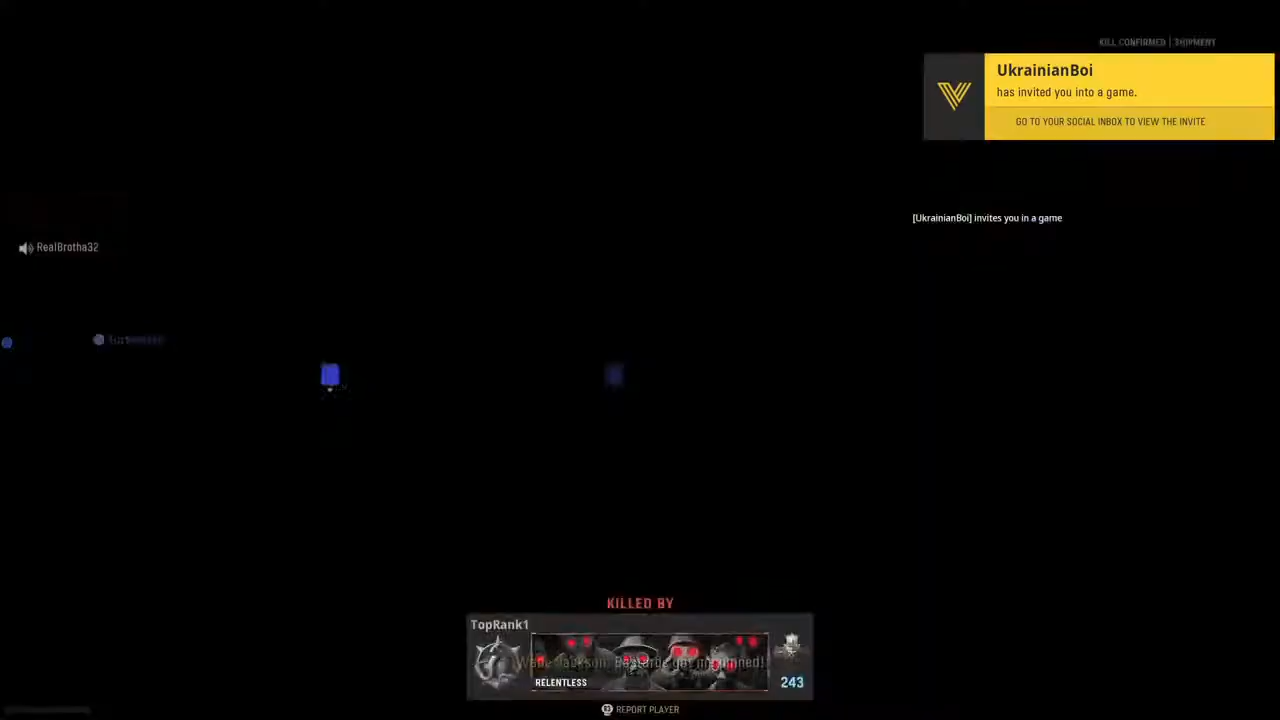 KILL CONFIRMED | SHIPMENT
UkrainianBoi
has invited you into a game.
GO TO YOUR SOCIAL INBOX TO VIEW THE INVITE
[UkrainianBoi] invites you in a game
RealBrotha32
KILLED BY
TopRank1
RELENTLESS
243
REPORT PLAYER